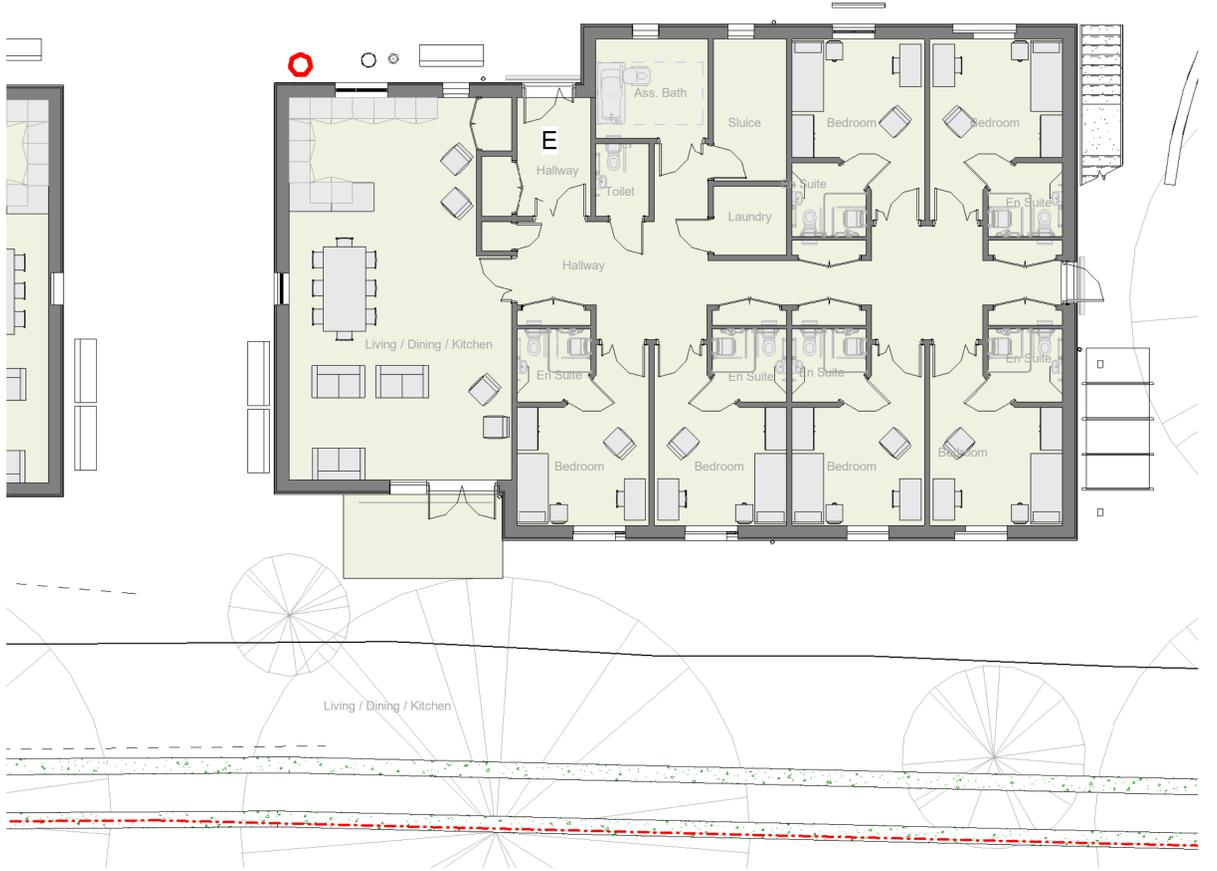 E
Hallway
Ass. Bath
Sluice
Bedroom
Bedroom
Toilet
En Suite
En Suite
Laundry
Hallway
Living / Dining / Kitchen
En Suite
En Suite
En Suite
En Suite
Bedroom
Bedroom
Bedroom
Bedroom
Living / Dining / Kitchen